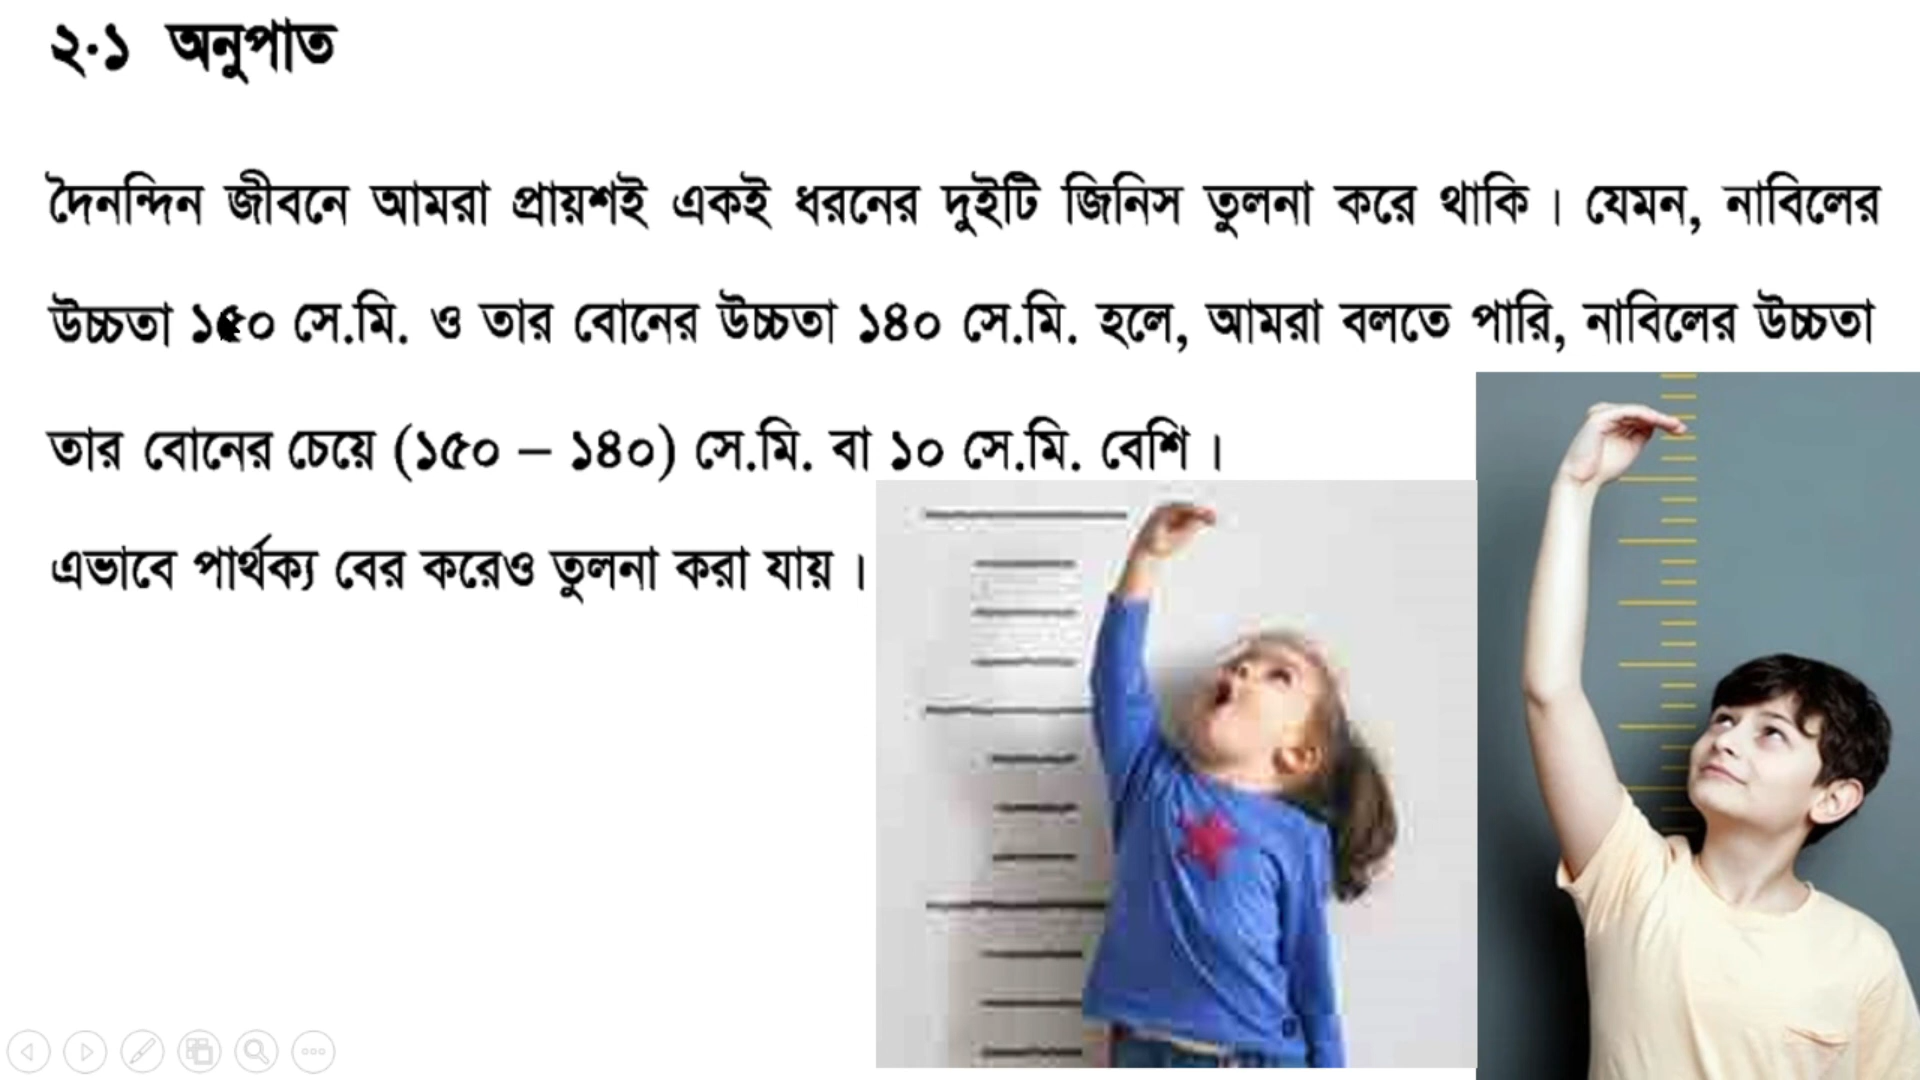 ২.১ অনুপাত
দৈনন্দিন জীবনে আমরা প্রায়শই একই ধরনের দুইটি জিনিস তুলনা করে থাকি। যেমন, নাবিলের
উচ্চতা ১৫০ সে.মি. ও তার বোনের উচ্চতা ১৪০ সে.মি. হলে, আমরা বলতে পারি, নাবিলের উচ্চতা
তার বোনের চেয়ে (১৫০ – ১৪০) সে.মি. বা ১০ সে.মি. বেশি।
এভাবে পার্থক্য বের করেও তুলনা করা যায়।